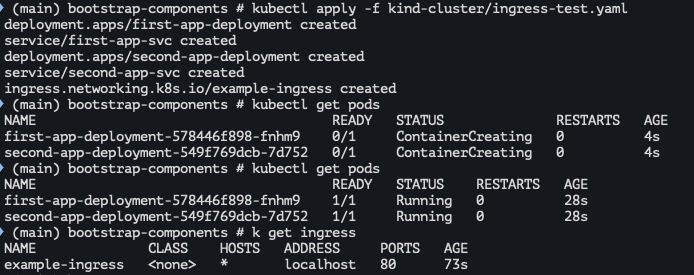 (main) bootstrap-components # kubectl apply -f kind-cluster/ingress-test.yaml
deployment.apps/first-app-deployment created
service/first-app-svc created
deployment.apps/second-app-deployment created
service/second-app-svc created
ingress.networking.k8s.io/example-ingress created
(main) bootstrap-components # kubectl get pods
NAME READY STATUS RESTARTS AGE
first-app-deployment-578446f898-fnhm9 0/1 ContainerCreating 0 4s
second-app-deployment-549f769dcb-7d752 0/1 ContainerCreating 0 4s
(main) bootstrap-components # kubectl get pods
NAME READY STATUS RESTARTS AGE
first-app-deployment-578446f898-fnhm9 1/1 Running 0 28s
second-app-deployment-549f769dcb-7d752 1/1 Running 0 28s
(main) bootstrap-components # k get ingress
NAME CLASS HOSTS ADDRESS PORTS AGE
example-ingress <none> * localhost 80 73s